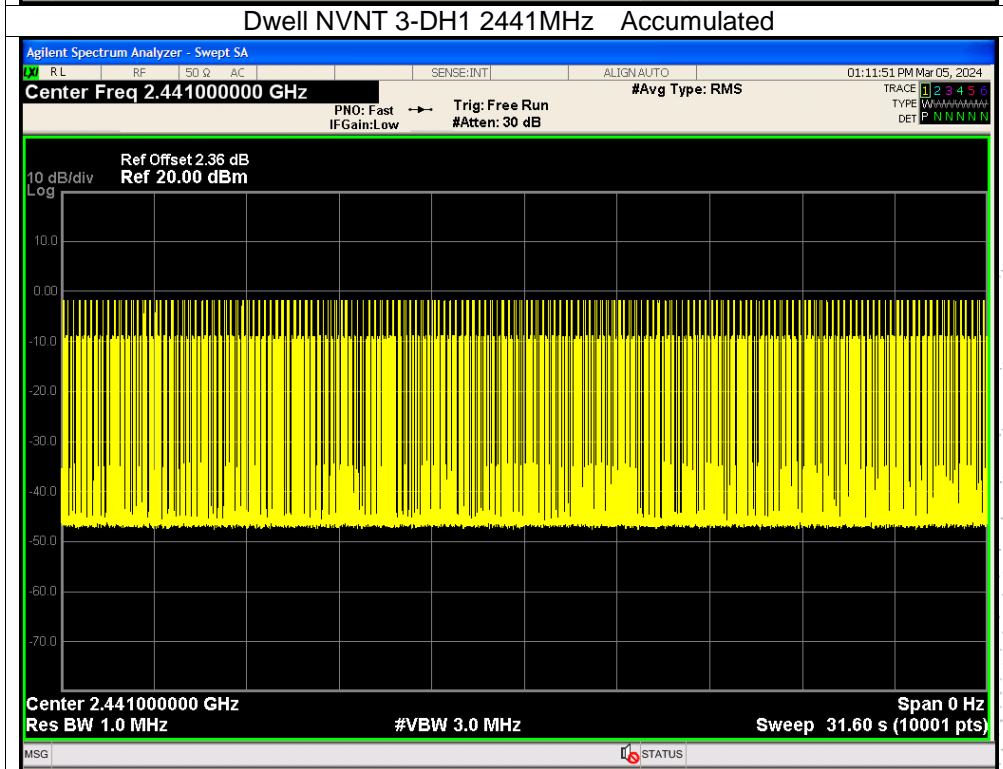 Dwell NVNT 3-DH1 2441MHz Accumulated
Agilent Spectrum Analyzer - Swept SA
LXI RL RF 50 Ω AC SENSE:INT ALIGN AUTO 01:11:51 PM Mar 05, 2024
Center Freq 2.441000000 GHz #Avg Type: RMS TRACE 1 2 3 4 5 6
PNO: Fast Trig: Free Run TYPE WWWWWW
IFGain:Low #Atten: 30 dB DET P N N N N N
Ref Offset 2.36 dB
10 dB/div Ref 20.00 dBm
Log
10.0
0.00
-10.0
-20.0
-30.0
-40.0
-50.0
-60.0
-70.0
Center 2.441000000 GHz Span 0 Hz
Res BW 1.0 MHz #VBW 3.0 MHz Sweep 31.60 s (10001 pts)
MSG STATUS